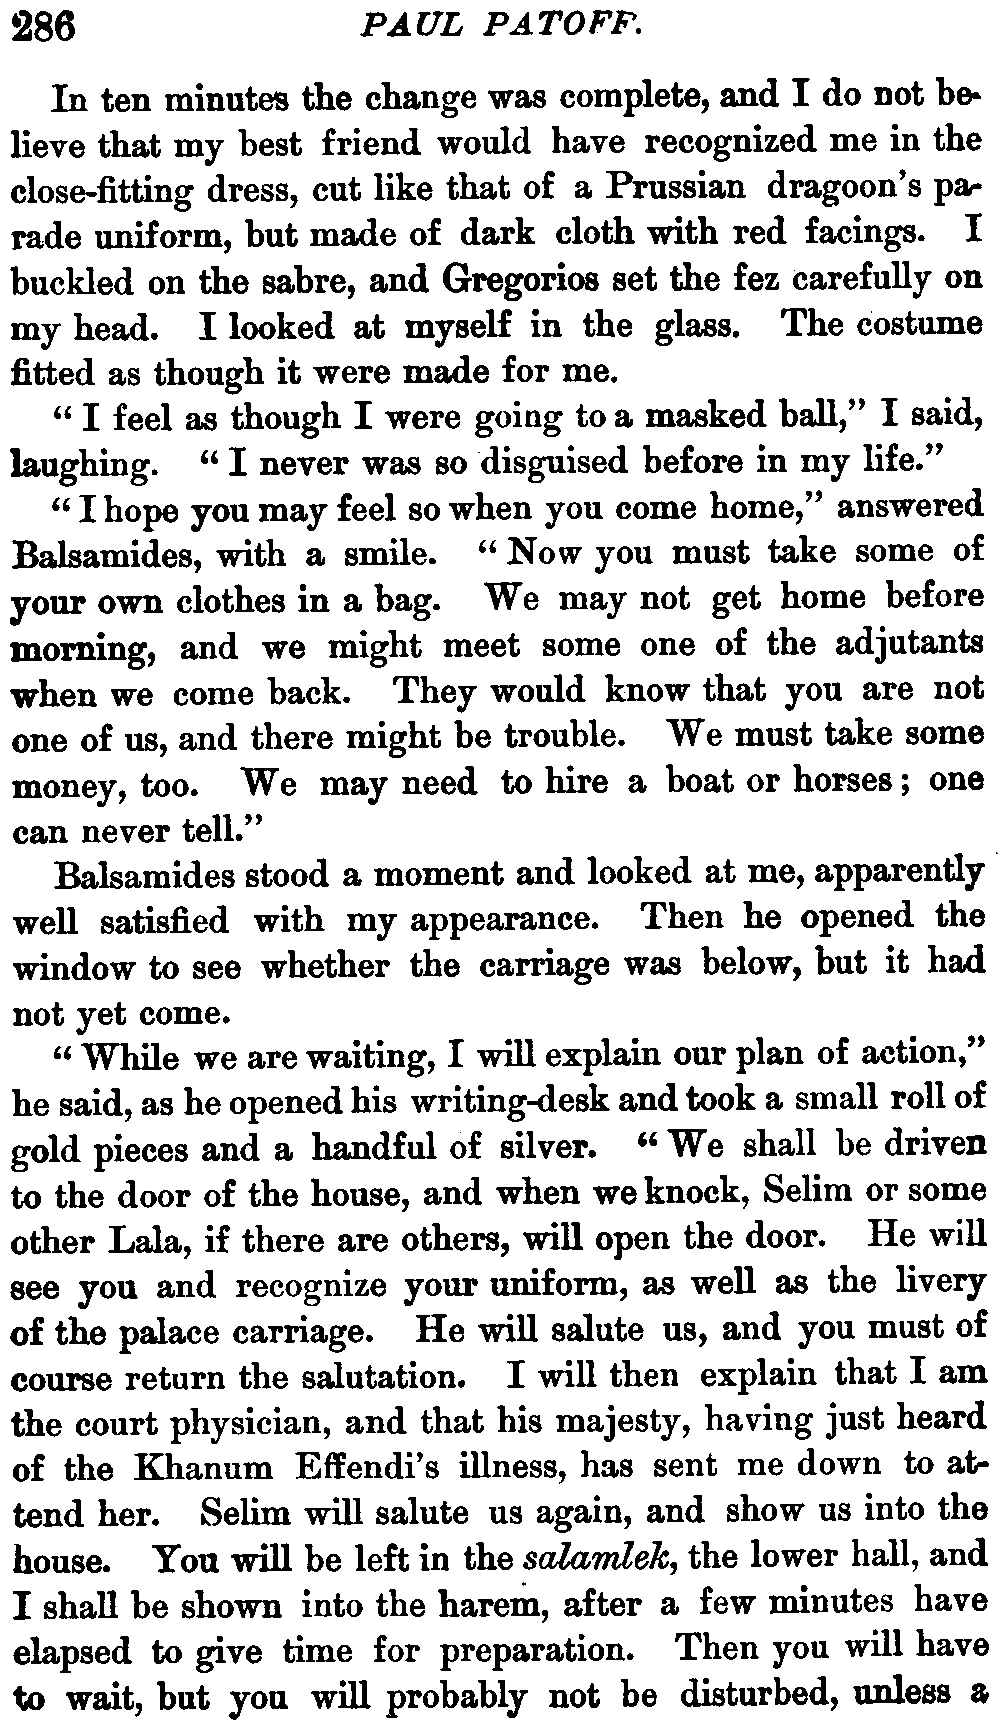 286 PAUL PATOFF.
In ten minutes the change was complete, and I do not be-
lieve that my best friend would have recognized me in the
close-fitting dress, cut like that of a Prussian dragoon's pa-
rade uniform, but made of dark cloth with red facings. I
buckled on the sabre, and Gregorios set the fez carefully on
my head. I looked at myself in the glass. The costume
fitted as though it were made for me.
"I feel as though I were going to a masked ball," I said,
laughing. "I never was so disguised before in my life."
"I hope you may feel so when you come home," answered
Balsamides, with a smile. "Now you must take some of
your own clothes in a bag. We may not get home before
morning, and we might meet some one of the adjutants
when we come back. They would know that you are not
one of us, and there might be trouble. We must take some
money, too. We may need to hire a boat or horses; one
can never tell."
Balsamides stood a moment and looked at me, apparently
well satisfied with my appearance. Then he opened the
window to see whether the carriage was below, but it had
not yet come.
"While we are waiting, I will explain our plan of action,"
he said, as he opened his writing-desk and took a small roll of
gold pieces and a handful of silver. "We shall be driven
to the door of the house, and when we knock, Selim or some
other Lala, if there are others, will open the door. He will
see you and recognize your uniform, as well as the livery
of the palace carriage. He will salute us, and you must of
course return the salutation. I will then explain that I am
the court physician, and that his majesty, having just heard
of the Khanum Effendi's illness, has sent me down to at-
tend her. Selim will salute us again, and show us into the
house. You will be left in the salamlek, the lower hall, and
I shall be shown into the harem, after a few minutes have
elapsed to give time for preparation. Then you will have
to wait, but you will probably not be disturbed, unless a